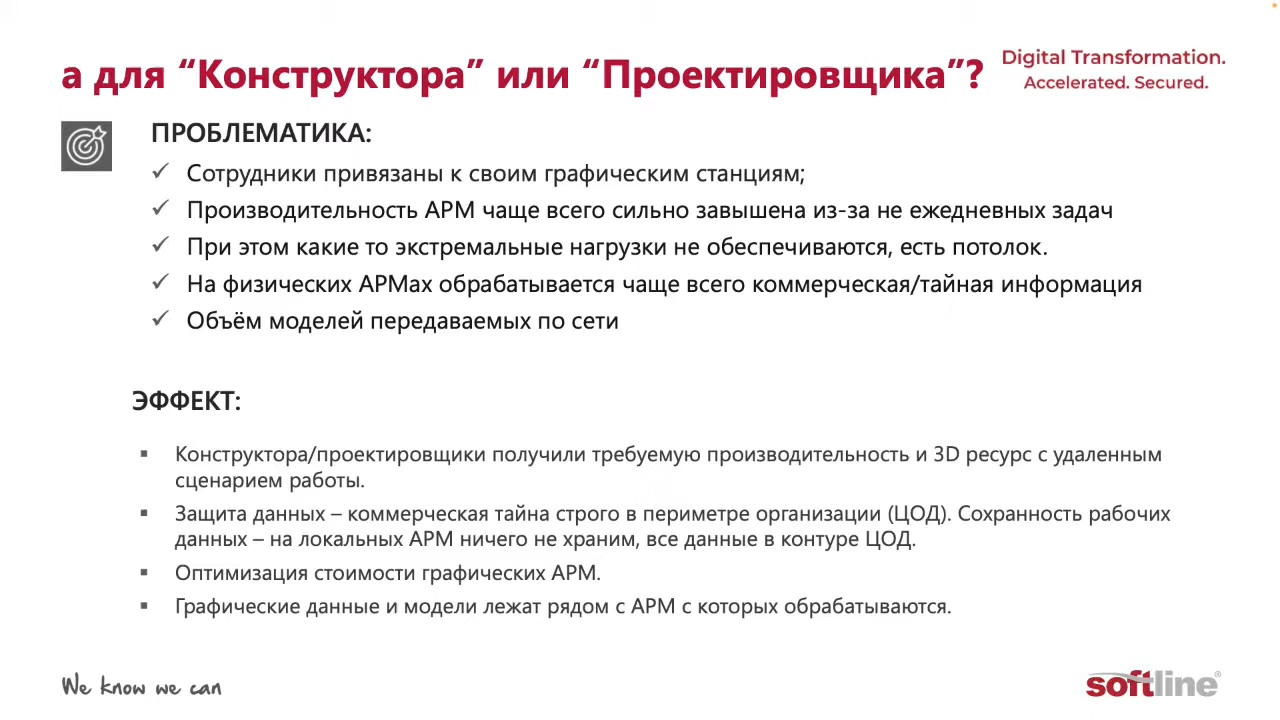 а для “Конструктора” или “Проектировщика”?
Digital Transformation.
Accelerated. Secured.
ПРОБЛЕМАТИКА:
Сотрудники привязаны к своим графическим станциям;
Производительность АРМ чаще всего сильно завышена из-за не ежедневных задач
При этом какие то экстремальные нагрузки не обеспечиваются, есть потолок.
На физических АРМах обрабатывается чаще всего коммерческая/тайная информация
Объём моделей передаваемых по сети
ЭФФЕКТ:
Конструктора/проектировщики получили требуемую производительность и 3D ресурс с удаленным
сценарием работы.
Защита данных – коммерческая тайна строго в периметре организации (ЦОД). Сохранность рабочих
данных – на локальных АРМ ничего не храним, все данные в контуре ЦОД.
Оптимизация стоимости графических АРМ.
Графические данные и модели лежат рядом с АРМ с которых обрабатываются.
We know we can
softline®